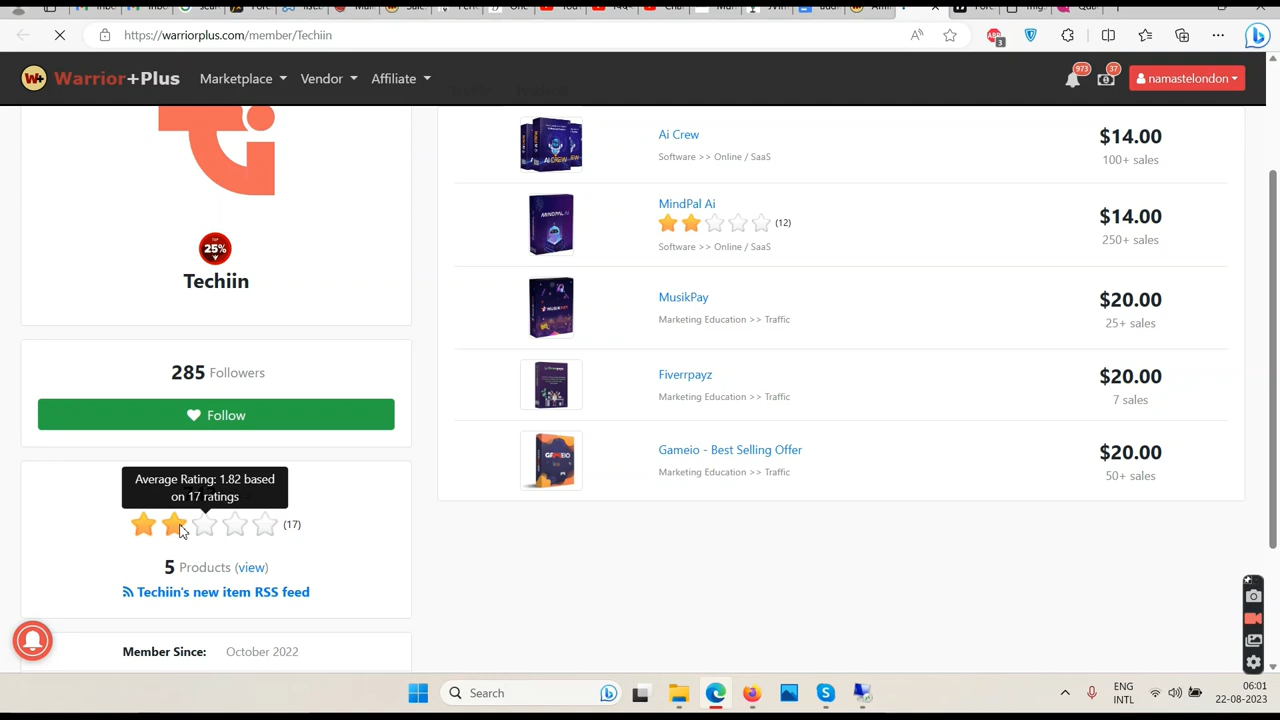 https://warriorplus.com/member/Techiin
3
Warrior+Plus
Marketplace
Vendor
Affiliate
973
37
namastelondon
TOP
25%
Techiin
285 Followers
Follow
Average Rating: 1.82 based
on 17 ratings
(17)
5 Products (view)
Techiin's new item RSS feed
Member Since: October 2022
Ai Crew
$14.00
Software >> Online / SaaS
100+ sales
MindPal Ai
$14.00
(12)
Software >> Online / SaaS
250+ sales
MusikPay
$20.00
Marketing Education >> Traffic
25+ sales
Fiverrpayz
$20.00
Marketing Education >> Traffic
7 sales
Gameio - Best Selling Offer
$20.00
Marketing Education >> Traffic
50+ sales
Search
ENG
INTL
06:01
22-08-2023